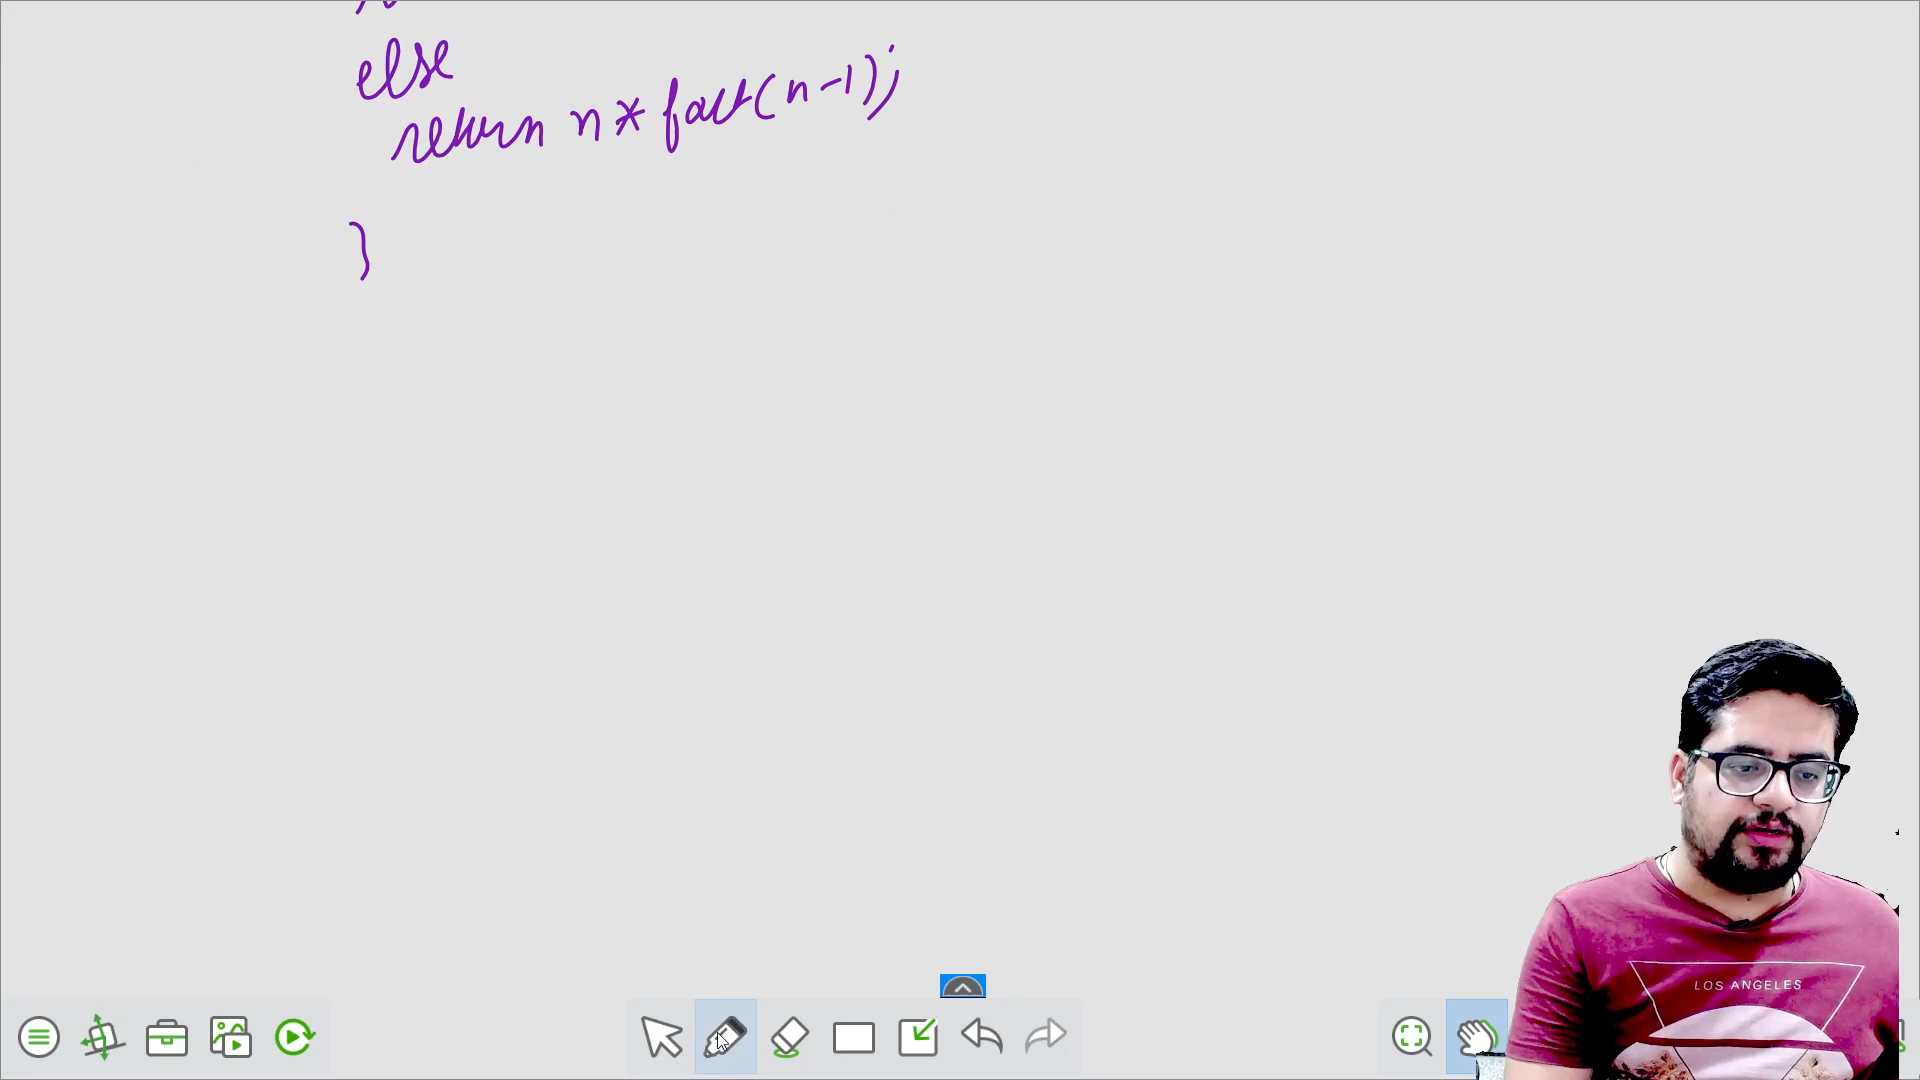 else
return n * fact(n-1);
}
LOS ANGELES